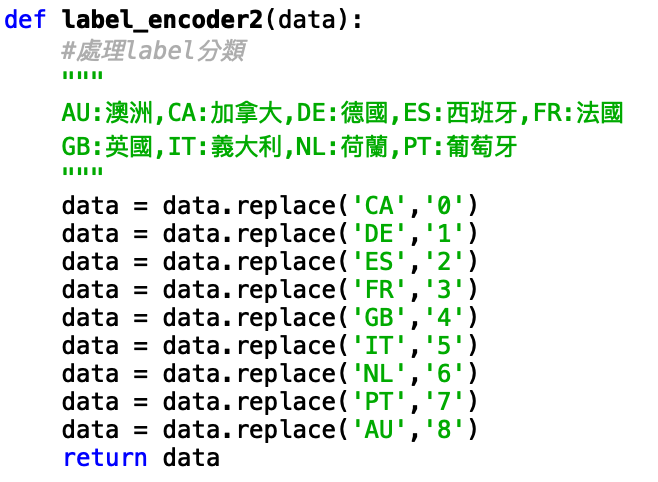 def label_encoder2(data):
    #處理label分類
    """
    AU:澳洲,CA:加拿大,DE:德國,ES:西班牙,FR:法國
    GB:英國,IT:義大利,NL:荷蘭,PT:葡萄牙
    """
    data = data.replace('CA','0')
    data = data.replace('DE','1')
    data = data.replace('ES','2')
    data = data.replace('FR','3')
    data = data.replace('GB','4')
    data = data.replace('IT','5')
    data = data.replace('NL','6')
    data = data.replace('PT','7')
    data = data.replace('AU','8')
    return data